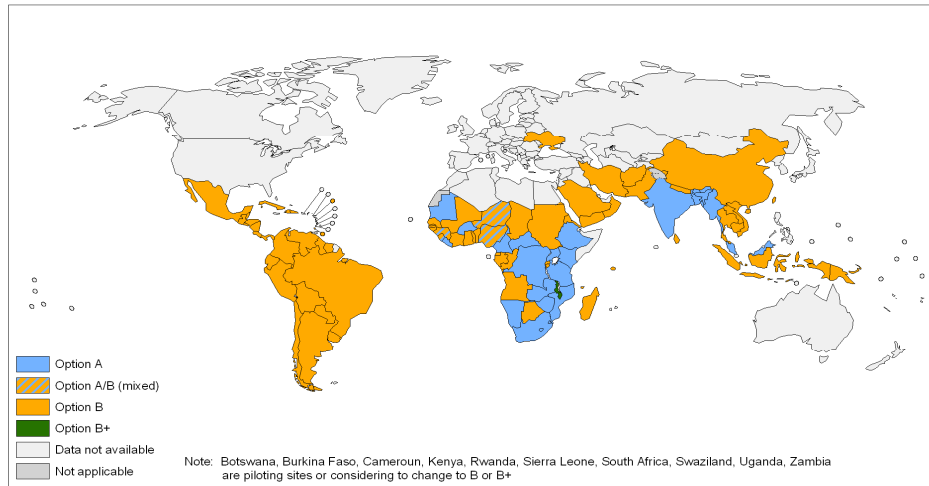 Option A
Option A/B (mixed)
Option B
Option B+
Data not available
Not applicable
Note: Botswana, Burkina Faso, Cameroun, Kenya, Rwanda, Sierra Leone, South Africa, Swaziland, Uganda, Zambia
are piloting sites or considering to change to B or B+